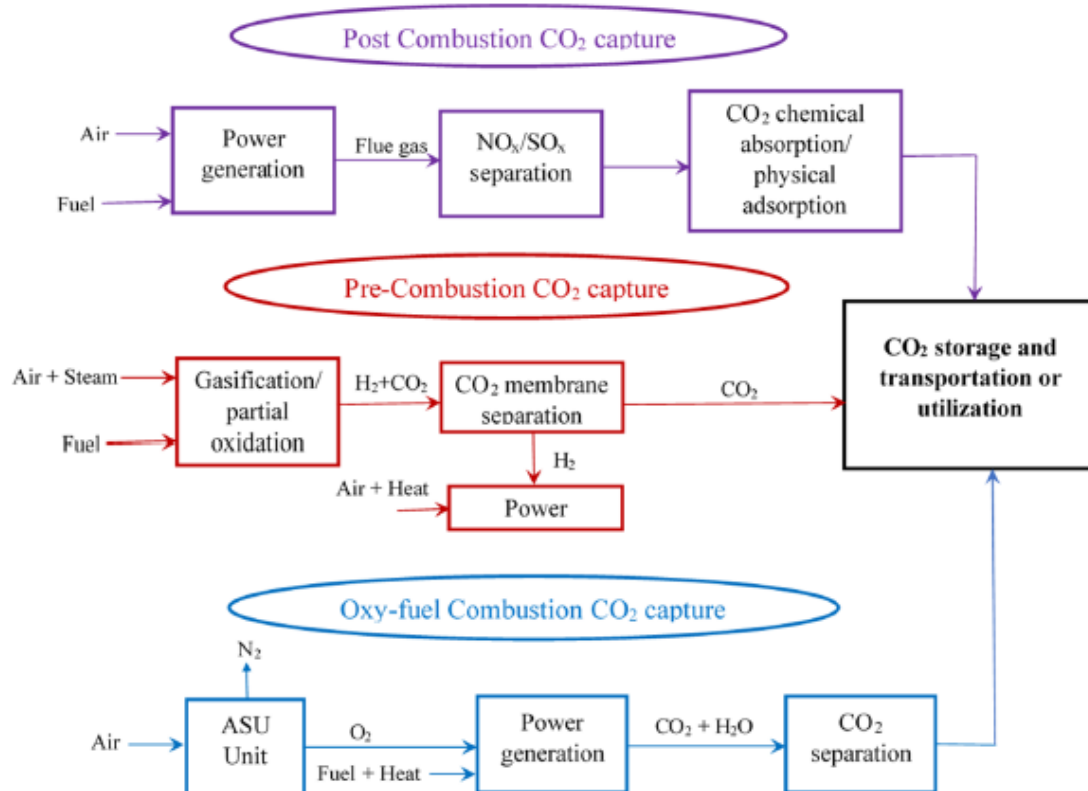 Post Combustion CO₂ capture
Air
Fuel
Power
generation
Flue gas
NOₓ/SOₓ
separation
CO₂ chemical
absorption/
physical
adsorption
Pre-Combustion CO₂ capture
Air + Steam
Fuel
Gasification/
partial
oxidation
H₂+CO₂
CO₂ membrane
separation
CO₂
H₂
Air + Heat
Power
CO₂ storage and
transportation or
utilization
Oxy-fuel Combustion CO₂ capture
N₂
Air
ASU
Unit
O₂
Fuel + Heat
Power
generation
CO₂ + H₂O
CO₂
separation